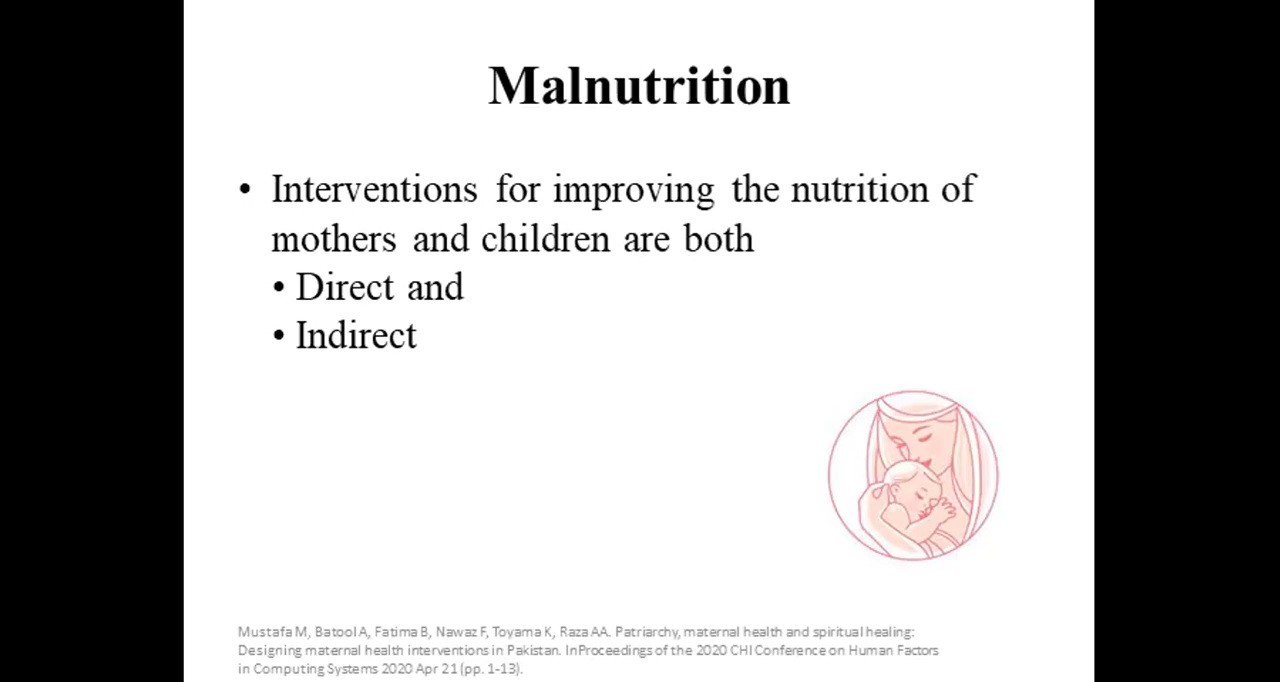 Malnutrition
• Interventions for improving the nutrition of
mothers and children are both
• Direct and
• Indirect
Mustafa M, Batool A, Fatima B, Nawaz F, Toyama K, Raza AA. Patriarchy, maternal health and spiritual healing:
Designing maternal health interventions in Pakistan. InProceedings of the 2020 CHI Conference on Human Factors
in Computing Systems 2020 Apr 21 (pp. 1-13).